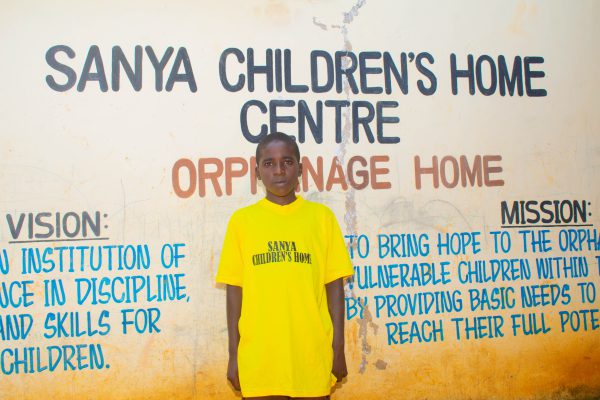 SANYA CHILDREN'S HOME
CENTRE
HOME
VISION:
INSTITUTION OF
IN DISCIPLINE,
AND SKILLS FOR
CHILDREN.
MISSION:
TO BRING HOPE TO THE
CHILDREN WITHIN
BY PROVIDING BASIC NEEDS TO
REACH THEIR FULL
SANYA
CHILDREN'S HOME